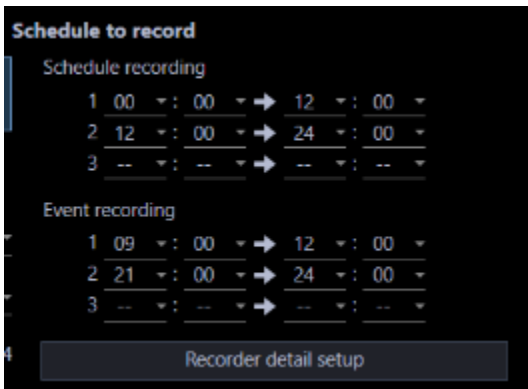 Schedule to record
Schedule recording
1 00 : 00 → 12 : 00
2 12 : 00 → 24 : 00
3 -- : -- → -- : --
Event recording
1 09 : 00 → 12 : 00
2 21 : 00 → 24 : 00
3 -- : -- → -- : --
4
Recorder detail setup